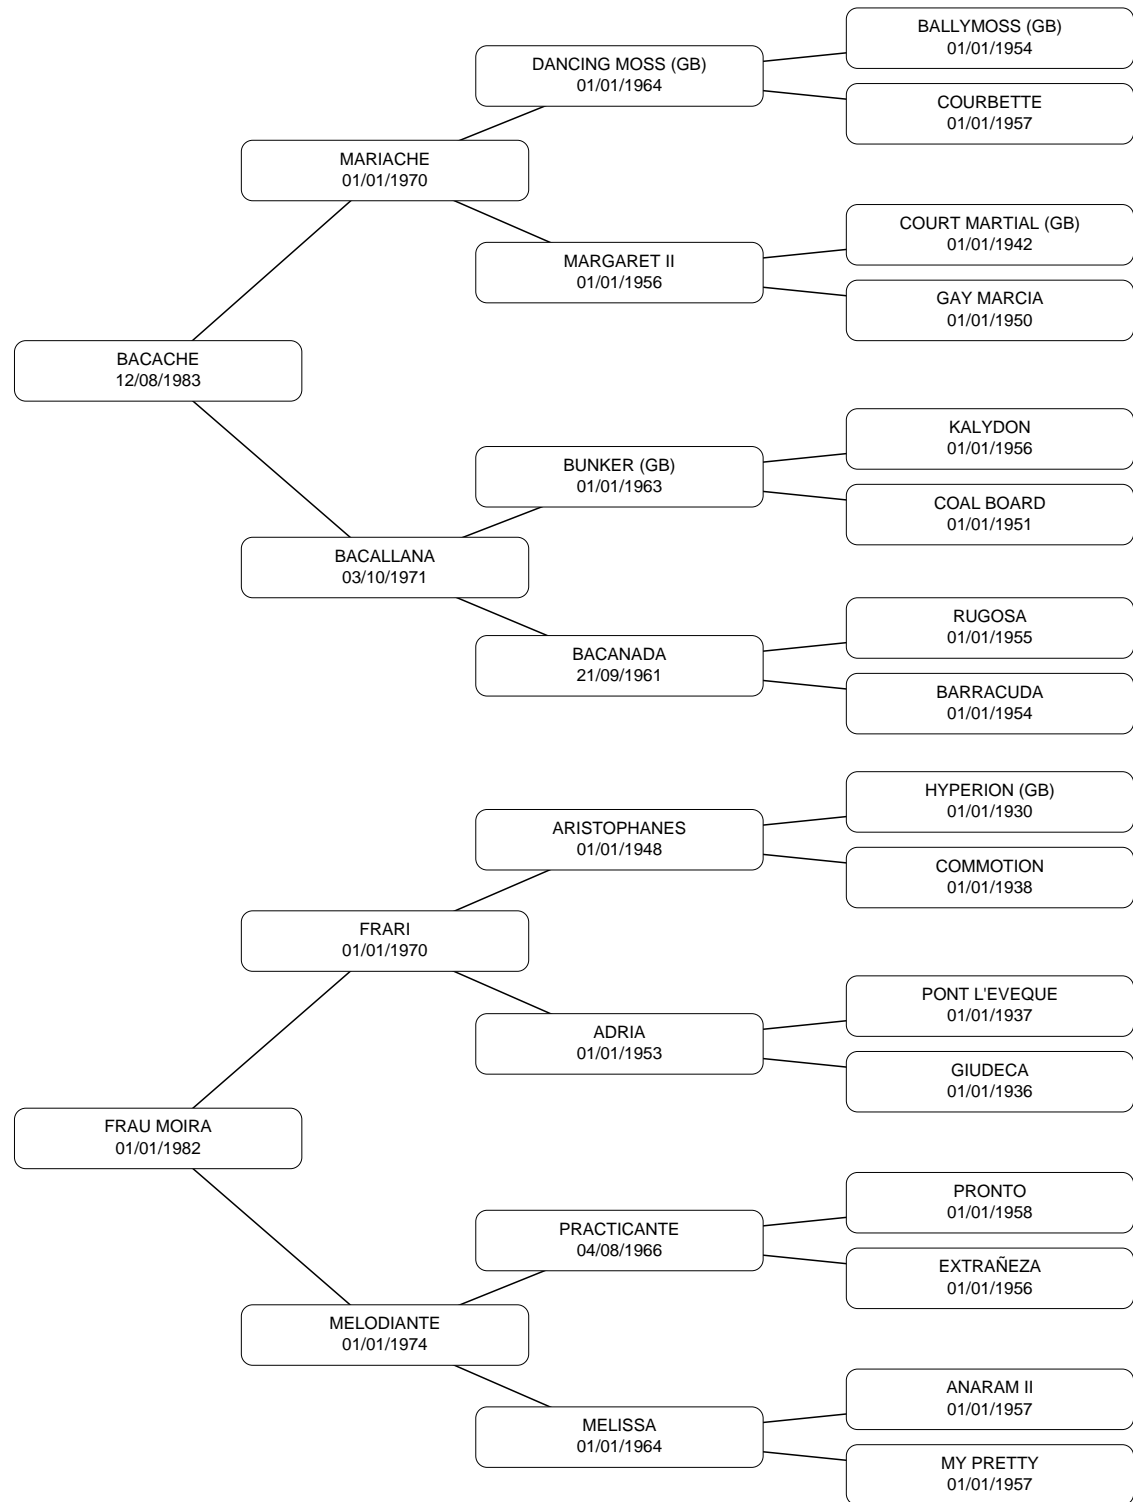 BALLYMOSS (GB)
01/01/1954
DANCING MOSS (GB)
01/01/1964
COURBETTE
01/01/1957
MARIACHE
01/01/1970
COURT MARTIAL (GB)
01/01/1942
MARGARET II
01/01/1956
GAY MARCIA
01/01/1950
BACACHE
12/08/1983
KALYDON
01/01/1956
BUNKER (GB)
01/01/1963
COAL BOARD
01/01/1951
BACALLANA
03/10/1971
RUGOSA
01/01/1955
BACANADA
21/09/1961
BARRACUDA
01/01/1954
HYPERION (GB)
01/01/1930
ARISTOPHANES
01/01/1948
COMMOTION
01/01/1938
FRARI
01/01/1970
PONT L'EVEQUE
01/01/1937
ADRIA
01/01/1953
GIUDECA
01/01/1936
FRAU MOIRA
01/01/1982
PRONTO
01/01/1958
PRACTICANTE
04/08/1966
EXTRAÑEZA
01/01/1956
MELODIANTE
01/01/1974
ANARAM II
01/01/1957
MELISSA
01/01/1964
MY PRETTY
01/01/1957